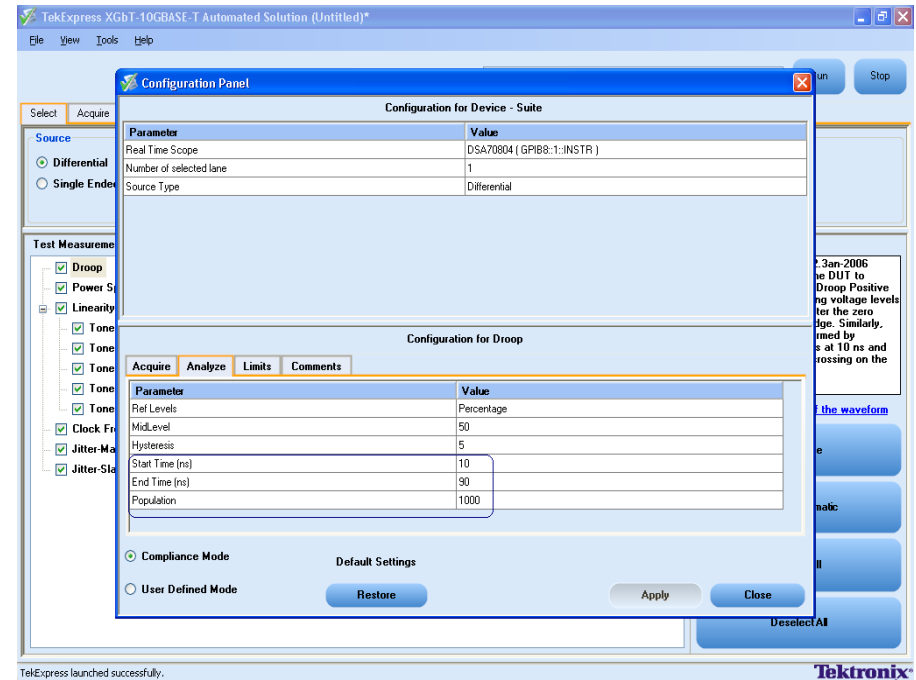 TekExpress XGbT-10GBASE-T Automated Solution (Untitled)*
File View Tools Help
Configuration Panel
Stop
Select Acquire
Configuration for Device - Suite
Source
Parameter Value
Real Time Scope DSA70804 ( GPIB8::1::INSTR )
Differential
Number of selected lane 1
Single Ended
Source Type Differential
Test Measureme
Droop
Power Sp
Linearity
Tone
Tone
Tone
Tone
Tone
Clock Fr
Jitter-Ma
Jitter-Sla
.3an-2006
ne DUT to
Droop Positive
ng voltage levels
ter the zero
dge. Similarly,
rmed by
s at 10 ns and
crossing on the
f the waveform
Configuration for Droop
Acquire Analyze Limits Comments
Parameter Value
Ref Levels Percentage
MidLevel 50
Hysteresis 5
Start Time (ns) 10
End Time (ns) 90
Population 1000
Compliance Mode
Default Settings
User Defined Mode
Restore Apply Close
Deselect All
TekExpress launched successfully.
Tektronix